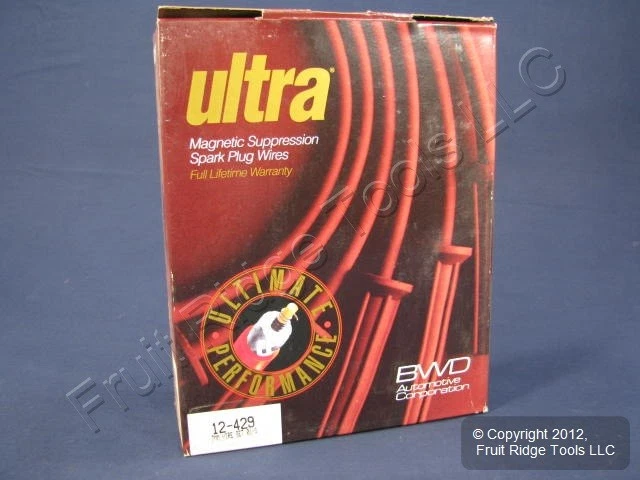 ultra®
Magnetic Suppression
Spark Plug Wires
Full Lifetime Warranty
ULTIMATE
PERFORMANCE
BWD
Automotive
Corporation
12-429
Fruit Ridge Tools LLC
© Copyright 2012,
Fruit Ridge Tools LLC